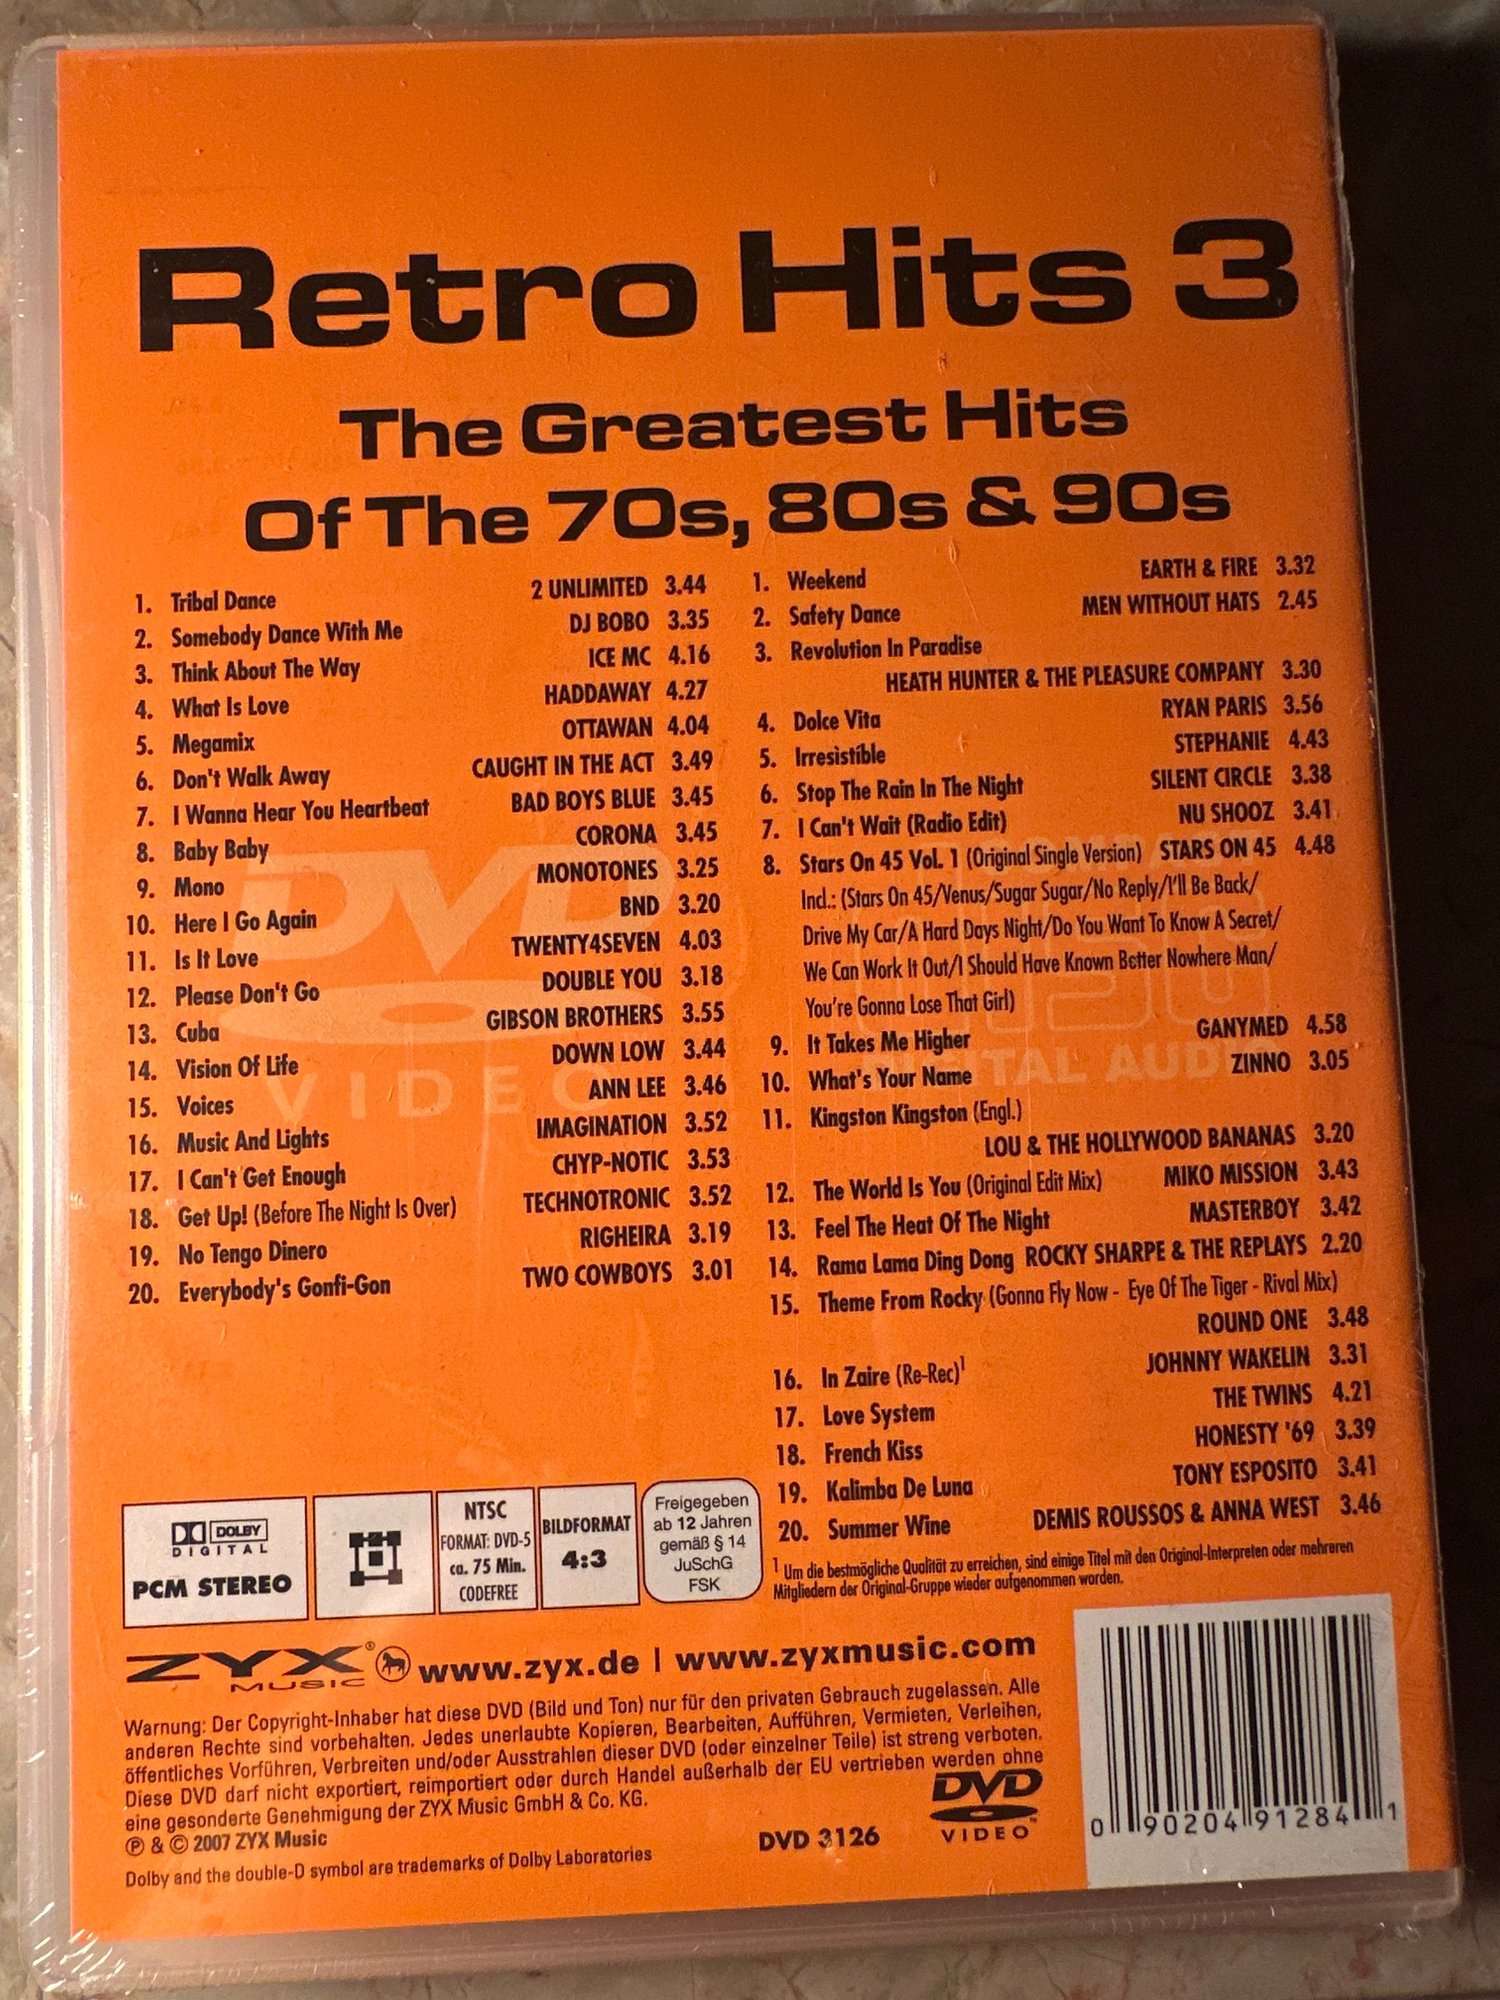 Retro Hits 3
The Greatest Hits
Of The 70s, 80s & 90s
1. Tribal Dance 2 UNLIMITED 3.44
2. Somebody Dance With Me DJ BOBO 3.35
3. Think About The Way ICE MC 4.16
4. What Is Love HADDAWAY 4.27
5. Megamix OTTAWAN 4.04
6. Don't Walk Away CAUGHT IN THE ACT 3.49
7. I Wanna Hear You Heartbeat BAD BOYS BLUE 3.45
8. Baby Baby CORONA 3.45
9. Mono MONOTONES 3.25
10. Here I Go Again BND 3.20
11. Is It Love TWENTY4SEVEN 4.03
12. Please Don't Go DOUBLE YOU 3.18
13. Cuba GIBSON BROTHERS 3.55
14. Vision Of Life DOWN LOW 3.44
15. Voices ANN LEE 3.46
16. Music And Lights IMAGINATION 3.52
17. I Can't Get Enough CHYP-NOTIC 3.53
18. Get Up! (Before The Night Is Over) TECHNOTRONIC 3.52
19. No Tengo Dinero RIGHEIRA 3.19
20. Everybody's Gonfi-Gon TWO COWBOYS 3.01
1. Weekend EARTH & FIRE 3.32
2. Safety Dance MEN WITHOUT HATS 2.45
3. Revolution In Paradise
HEATH HUNTER & THE PLEASURE COMPANY 3.30
4. Dolce Vita RYAN PARIS 3.56
5. Irresistible STEPHANIE 4.43
6. Stop The Rain In The Night SILENT CIRCLE 3.38
7. I Can't Wait (Radio Edit) NU SHOOZ 3.41
8. Stars On 45 Vol. 1 (Original Single Version) STARS ON 45 4.48
Incl.: (Stars On 45/Venus/Sugar Sugar/No Reply/I'll Be Back/
Drive My Car/A Hard Days Night/Do You Want To Know A Secret/
We Can Work It Out/I Should Have Known Better Nowhere Man/
You're Gonna Lose That Girl)
9. It Takes Me Higher GANYMED 4.58
10. What's Your Name ZINNO 3.05
11. Kingston Kingston (Engl.)
LOU & THE HOLLYWOOD BANANAS 3.20
12. The World Is You (Original Edit Mix) MIKO MISSION 3.43
13. Feel The Heat Of The Night MASTERBOY 3.42
14. Rama Lama Ding Dong ROCKY SHARPE & THE REPLAYS 2.20
15. Theme From Rocky (Gonna Fly Now - Eye Of The Tiger - Rival Mix)
ROUND ONE 3.48
16. In Zaire (Re-Rec)¹ JOHNNY WAKELIN 3.31
17. Love System THE TWINS 4.21
18. French Kiss HONESTY '69 3.39
19. Kalimba De Luna TONY ESPOSITO 3.41
20. Summer Wine DEMIS ROUSSOS & ANNA WEST 3.46
¹ Um die bestmögliche Qualität zu erreichen, sind einige Titel mit den Original-Interpreten oder mehreren
Mitgliedern der Original-Gruppe wieder aufgenommen worden.
DVD
VIDEO
DIGITAL AUDIO
DOLBY
DIGITAL
PCM STEREO
NTSC
FORMAT: DVD-5
ca. 75 Min.
CODEFREE
BILDFORMAT
4:3
Freigegeben
ab 12 Jahren
gemäß § 14
JuSchG
FSK
ZYX ®
MUSIC
www.zyx.de | www.zyxmusic.com
Warnung: Der Copyright-Inhaber hat diese DVD (Bild und Ton) nur für den privaten Gebrauch zugelassen. Alle
anderen Rechte sind vorbehalten. Jedes unerlaubte Kopieren, Bearbeiten, Aufführen, Vermieten, Verleihen,
öffentliches Vorführen, Verbreiten und/oder Ausstrahlen dieser DVD (oder einzelner Teile) ist streng verboten.
Diese DVD darf nicht exportiert, reimportiert oder durch Handel außerhalb der EU vertrieben werden ohne
eine gesonderte Genehmigung der ZYX Music GmbH & Co. KG.
℗ & © 2007 ZYX Music
Dolby and the double-D symbol are trademarks of Dolby Laboratories
DVD 3126
DVD
VIDEO™
0 90204 91284 1